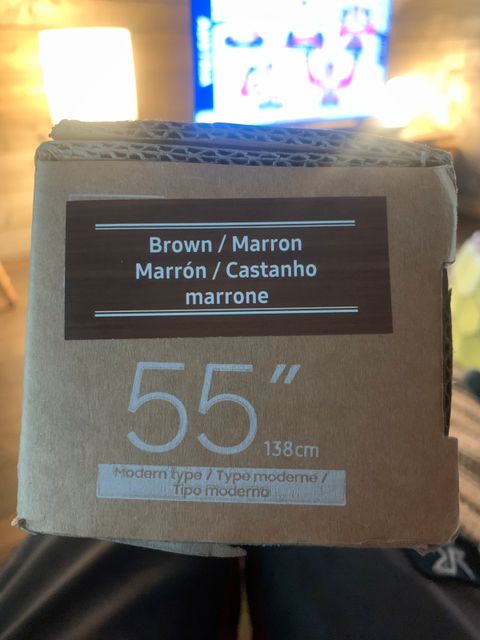 Brown / Marron
Marrón / Castanho
marrone
55″
138cm
Modern type / Type moderne /
Tipo moderno